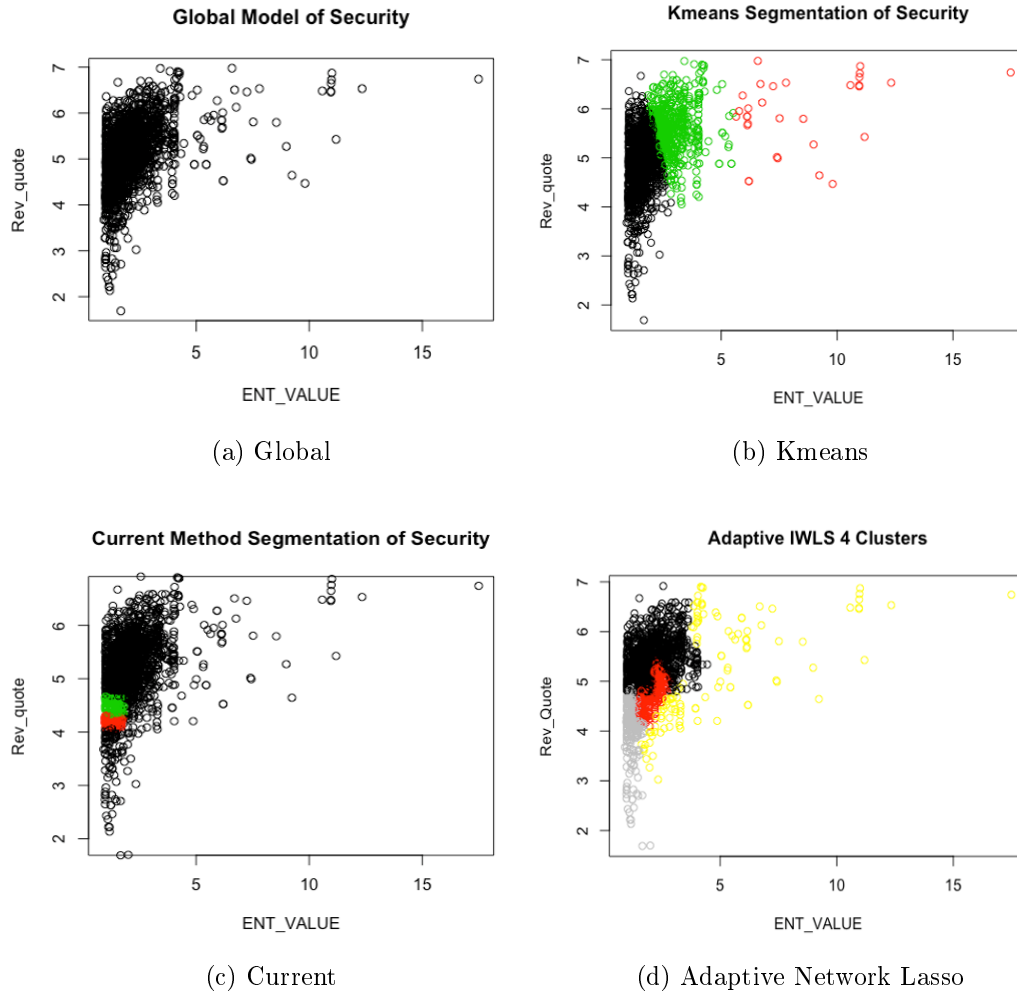 Global Model of Security
7
6
5
4
3
2
Rev_quote
5
10
15
ENT_VALUE
(a) Global
Kmeans Segmentation of Security
7
6
5
4
3
2
Rev_quote
5
10
15
ENT_VALUE
(b) Kmeans
Current Method Segmentation of Security
6
5
4
3
2
Rev_quote
5
10
15
ENT_VALUE
(c) Current
Adaptive IWLS 4 Clusters
7
6
5
4
3
2
Rev_Quote
5
10
15
ENT_VALUE
(d) Adaptive Network Lasso